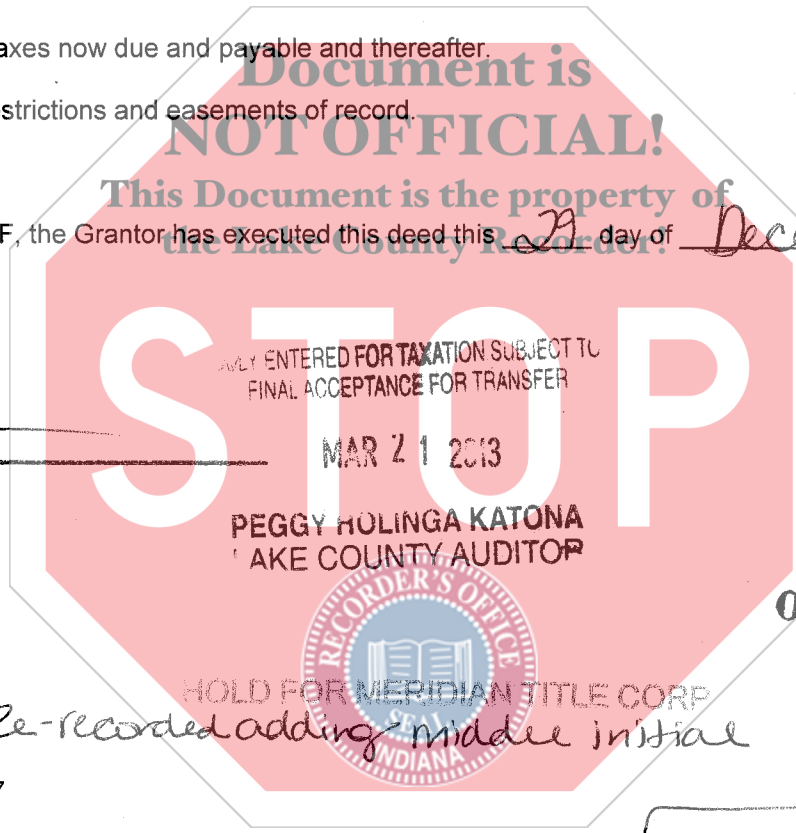 axes now due and payable and thereafter.
Document is
strictions and easements of record.
NOT OFFICIAL!
This Document is the property of
F, the Grantor has executed this deed this 29 day of Dece
the Lake County Recorder!
ENTERED FOR TAXATION SUBJECT TO
FINAL ACCEPTANCE FOR TRANSFER
STOP
MAR 21 2013
PEGGY HOLINGA KATONA
LAKE COUNTY AUDITOR
RECORDER'S OFFICE
HOLD FOR MERIDIAN TITLE CORP
Re-recorded adding middle initial
SEAL
INDIANA